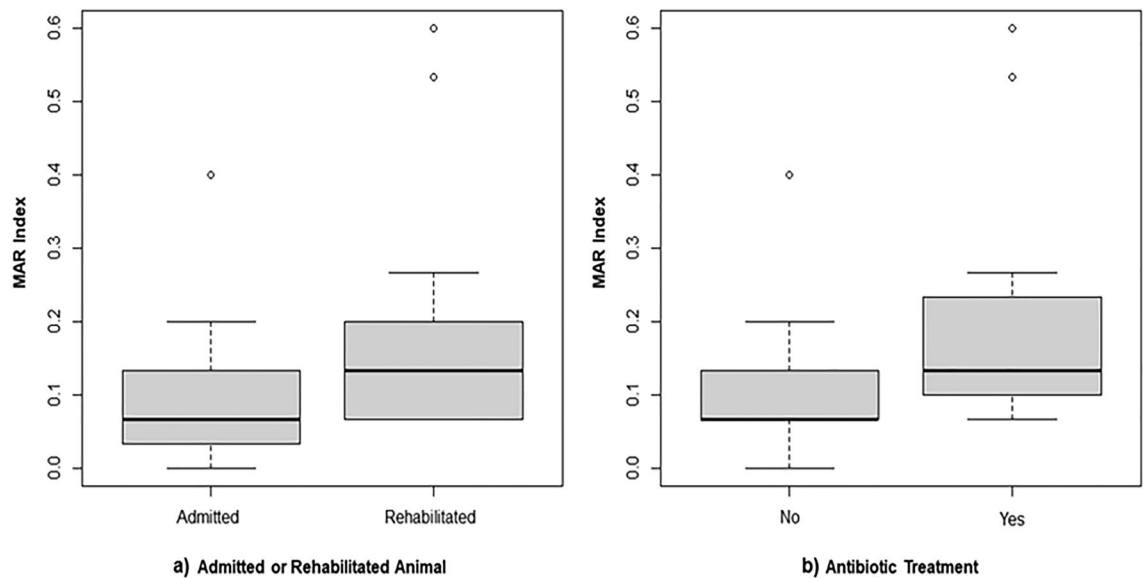 MAR Index
0.6
0.5
0.4
0.3
0.2
0.1
0.0
Admitted Rehabilitated
a) Admitted or Rehabilitated Animal
MAR Index
0.6
0.5
0.4
0.3
0.2
0.1
0.0
No Yes
b) Antibiotic Treatment